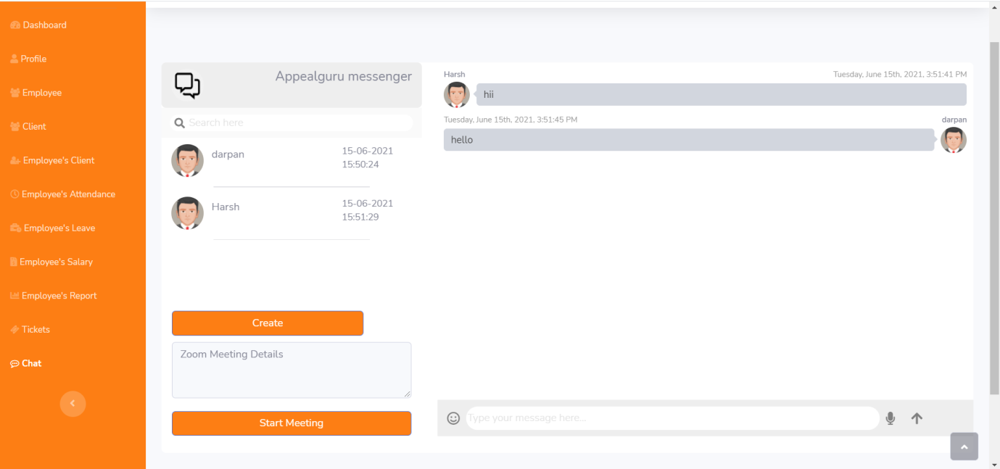 Dashboard
Profile
Employee
Client
Employee's Client
Employee's Attendance
Employee's Leave
Employee's Salary
Employee's Report
Tickets
Chat
Appealguru messenger
Search here
darpan
15-06-2021
15:50:24
Harsh
15-06-2021
15:51:29
Create
Zoom Meeting Details
Start Meeting
Harsh
Tuesday, June 15th, 2021, 3:51:41 PM
hii
Tuesday, June 15th, 2021, 3:51:45 PM
darpan
hello
Type your message here...